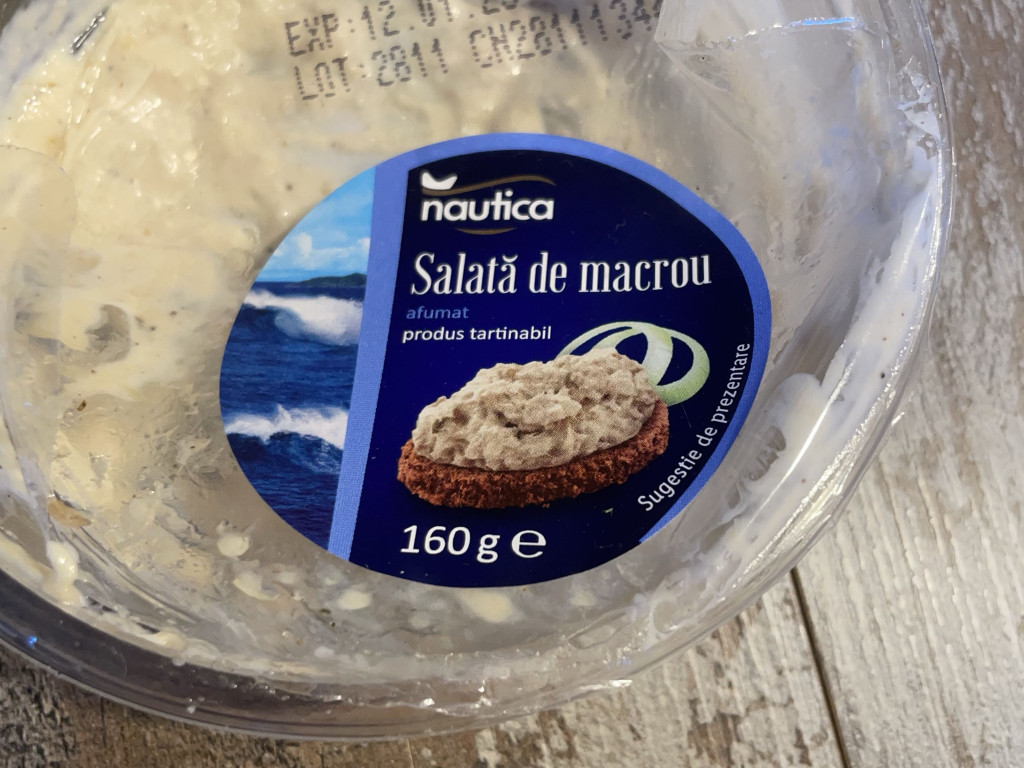 EXP:12.01.
LOT:2811
nautica
Salată de macrou
afumat
produs tartinabil
Sugestie de prezentare
160 g ℮